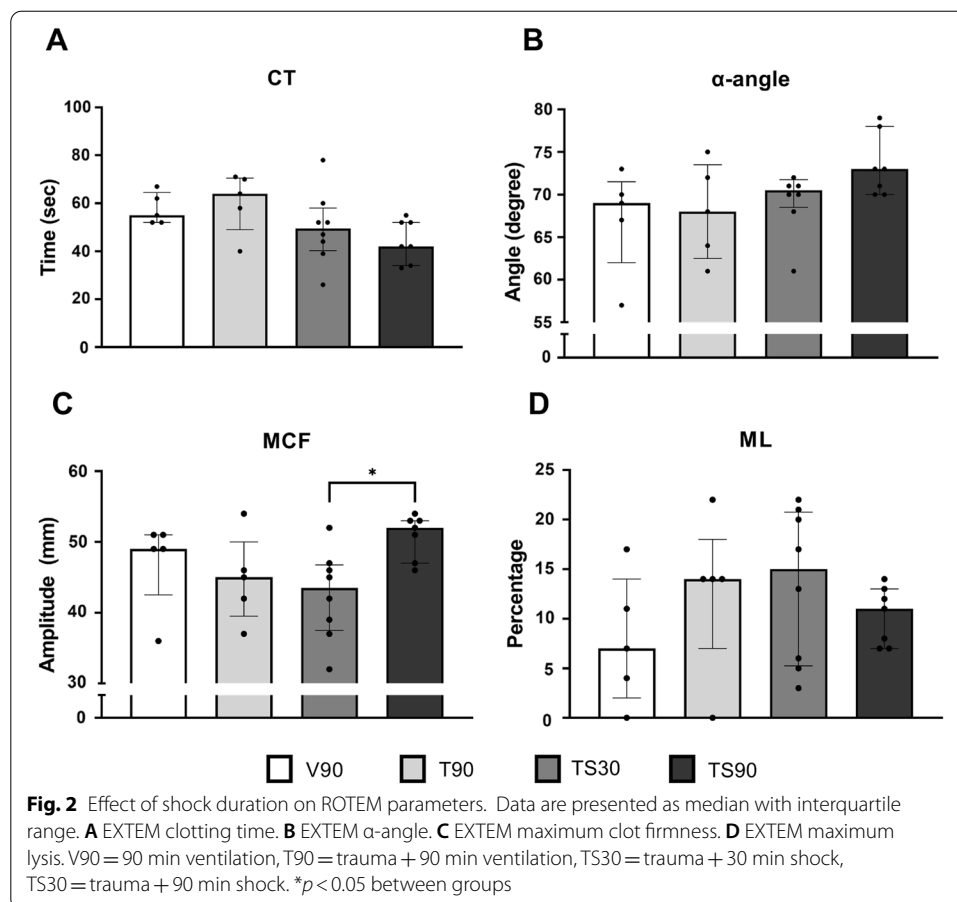 A
CT
Time (sec)
100
80
60
40
20
0
B
α-angle
Angle (degree)
80
75
70
65
60
55
0
C
MCF
Amplitude (mm)
60
50
40
30
0
*
D
ML
Percentage
25
20
15
10
5
0
V90 T90 TS30 TS90
Fig. 2 Effect of shock duration on ROTEM parameters. Data are presented as median with interquartile
range. A EXTEM clotting time. B EXTEM α-angle. C EXTEM maximum clot firmness. D EXTEM maximum
lysis. V90 = 90 min ventilation, T90 = trauma + 90 min ventilation, TS30 = trauma + 30 min shock,
TS30 = trauma + 90 min shock. *p < 0.05 between groups